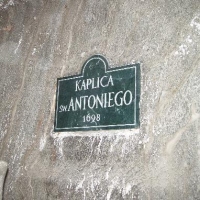 KAPLICA
św. ANTONIEGO
1698